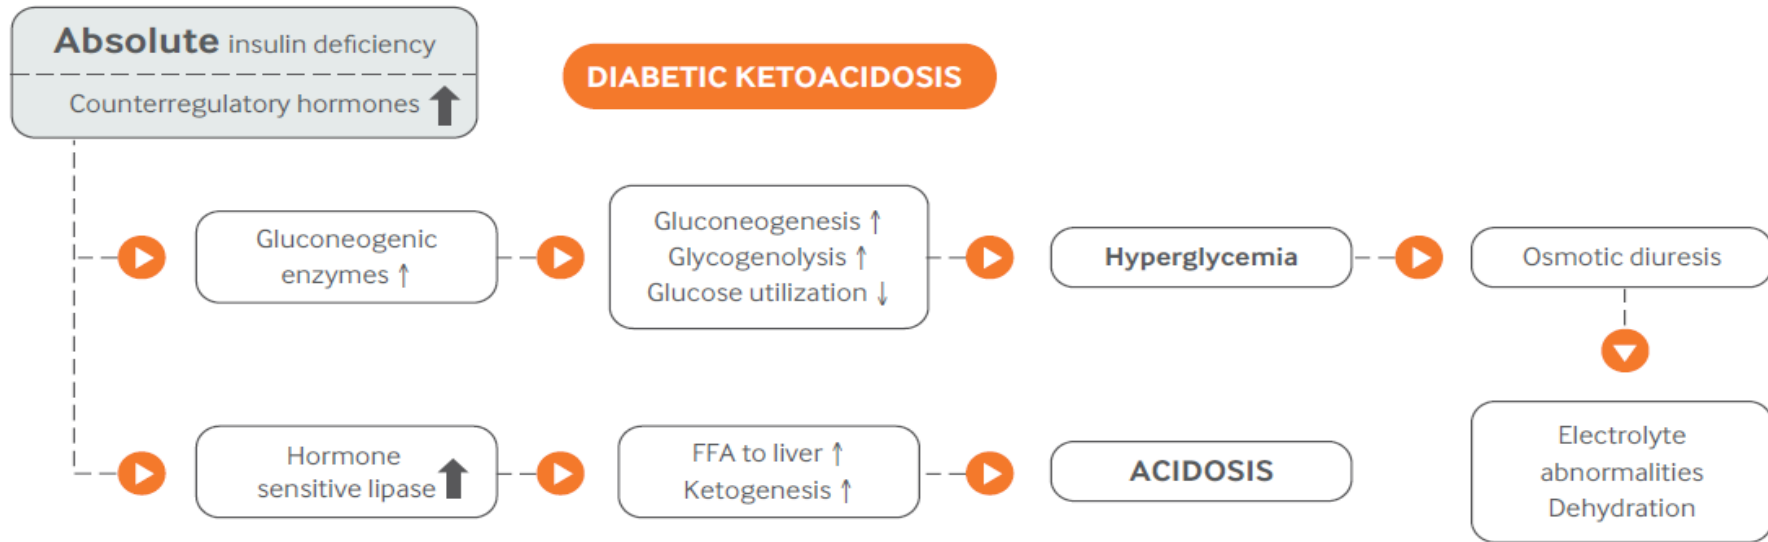 Absolute insulin deficiency
Counterregulatory hormones ↑
DIABETIC KETOACIDOSIS
Gluconeogenic
enzymes ↑
Gluconeogenesis ↑
Glycogenolysis ↑
Glucose utilization ↓
Hyperglycemia
Osmotic diuresis
Electrolyte
abnormalities
Dehydration
Hormone
sensitive lipase ↑
FFA to liver ↑
Ketogenesis ↑
ACIDOSIS